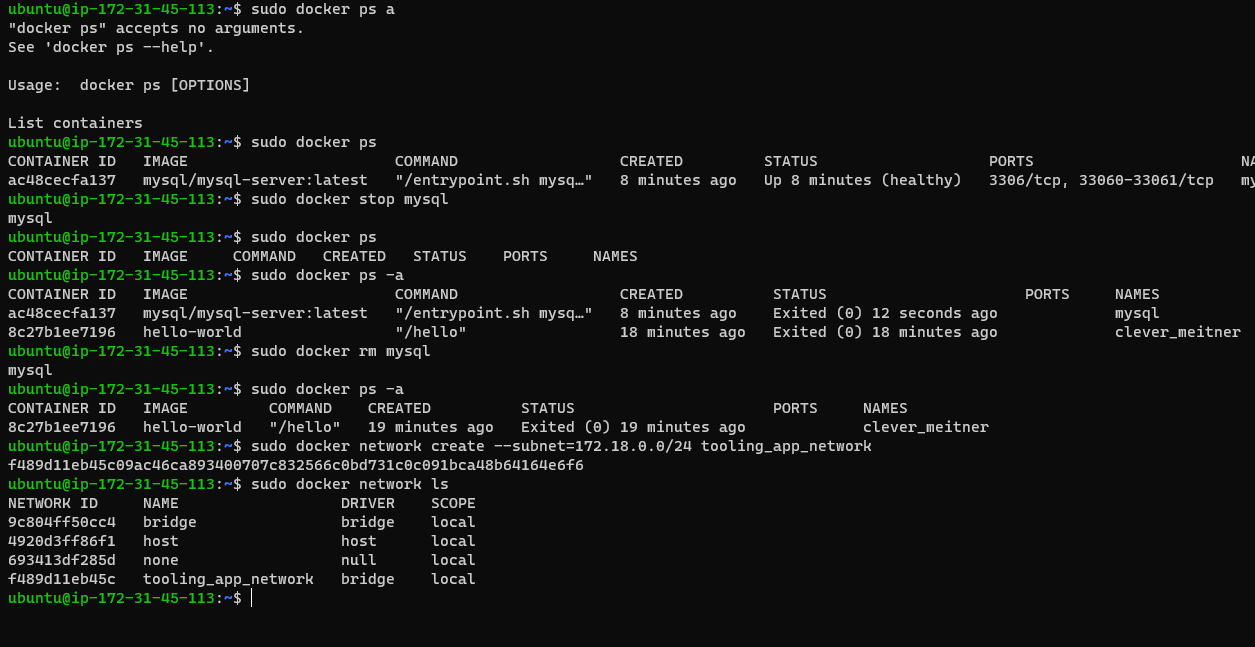 ubuntu@ip-172-31-45-113:~$ sudo docker ps a
"docker ps" accepts no arguments.
See 'docker ps --help'.
Usage:  docker ps [OPTIONS]
List containers
ubuntu@ip-172-31-45-113:~$ sudo docker ps
CONTAINER ID   IMAGE                       COMMAND                  CREATED         STATUS                   PORTS                       NA
ac48cecfa137   mysql/mysql-server:latest   "/entrypoint.sh mysq…"   8 minutes ago   Up 8 minutes (healthy)   3306/tcp, 33060-33061/tcp   my
ubuntu@ip-172-31-45-113:~$ sudo docker stop mysql
mysql
ubuntu@ip-172-31-45-113:~$ sudo docker ps
CONTAINER ID   IMAGE     COMMAND   CREATED   STATUS    PORTS     NAMES
ubuntu@ip-172-31-45-113:~$ sudo docker ps -a
CONTAINER ID   IMAGE                       COMMAND                  CREATED          STATUS                      PORTS     NAMES
ac48cecfa137   mysql/mysql-server:latest   "/entrypoint.sh mysq…"   8 minutes ago    Exited (0) 12 seconds ago             mysql
8c27b1ee7196   hello-world                 "/hello"                 18 minutes ago   Exited (0) 18 minutes ago             clever_meitner
ubuntu@ip-172-31-45-113:~$ sudo docker rm mysql
mysql
ubuntu@ip-172-31-45-113:~$ sudo docker ps -a
CONTAINER ID   IMAGE         COMMAND    CREATED          STATUS                      PORTS     NAMES
8c27b1ee7196   hello-world   "/hello"   19 minutes ago   Exited (0) 19 minutes ago             clever_meitner
ubuntu@ip-172-31-45-113:~$ sudo docker network create --subnet=172.18.0.0/24 tooling_app_network
f489d11eb45c09ac46ca893400707c832566c0bd731c0c091bca48b64164e6f6
ubuntu@ip-172-31-45-113:~$ sudo docker network ls
NETWORK ID     NAME                  DRIVER    SCOPE
9c804ff50cc4   bridge                bridge    local
4920d3ff86f1   host                  host      local
693413df285d   none                  null      local
f489d11eb45c   tooling_app_network   bridge    local
ubuntu@ip-172-31-45-113:~$